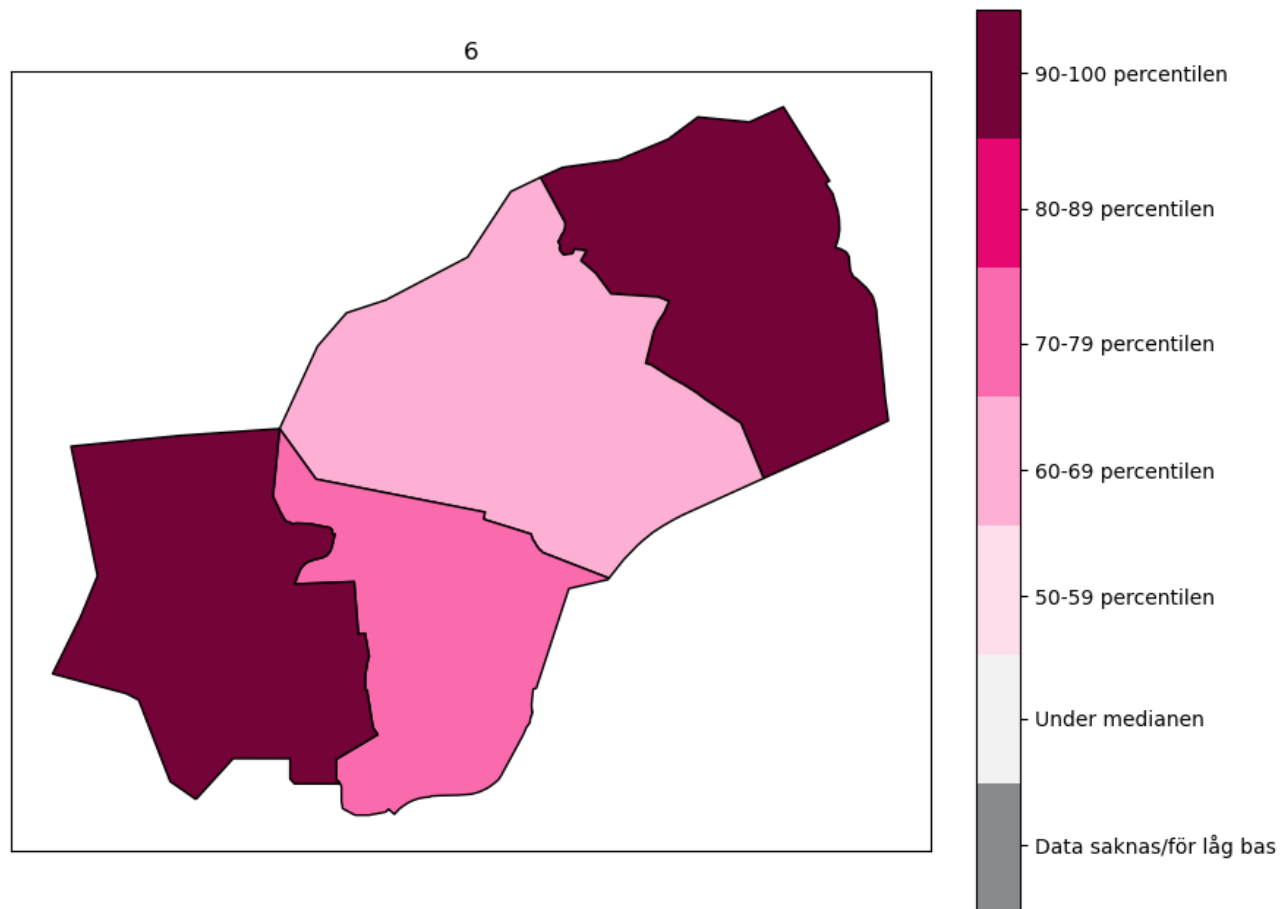 6
90-100 percentilen
80-89 percentilen
70-79 percentilen
60-69 percentilen
50-59 percentilen
Under medianen
Data saknas/för låg bas